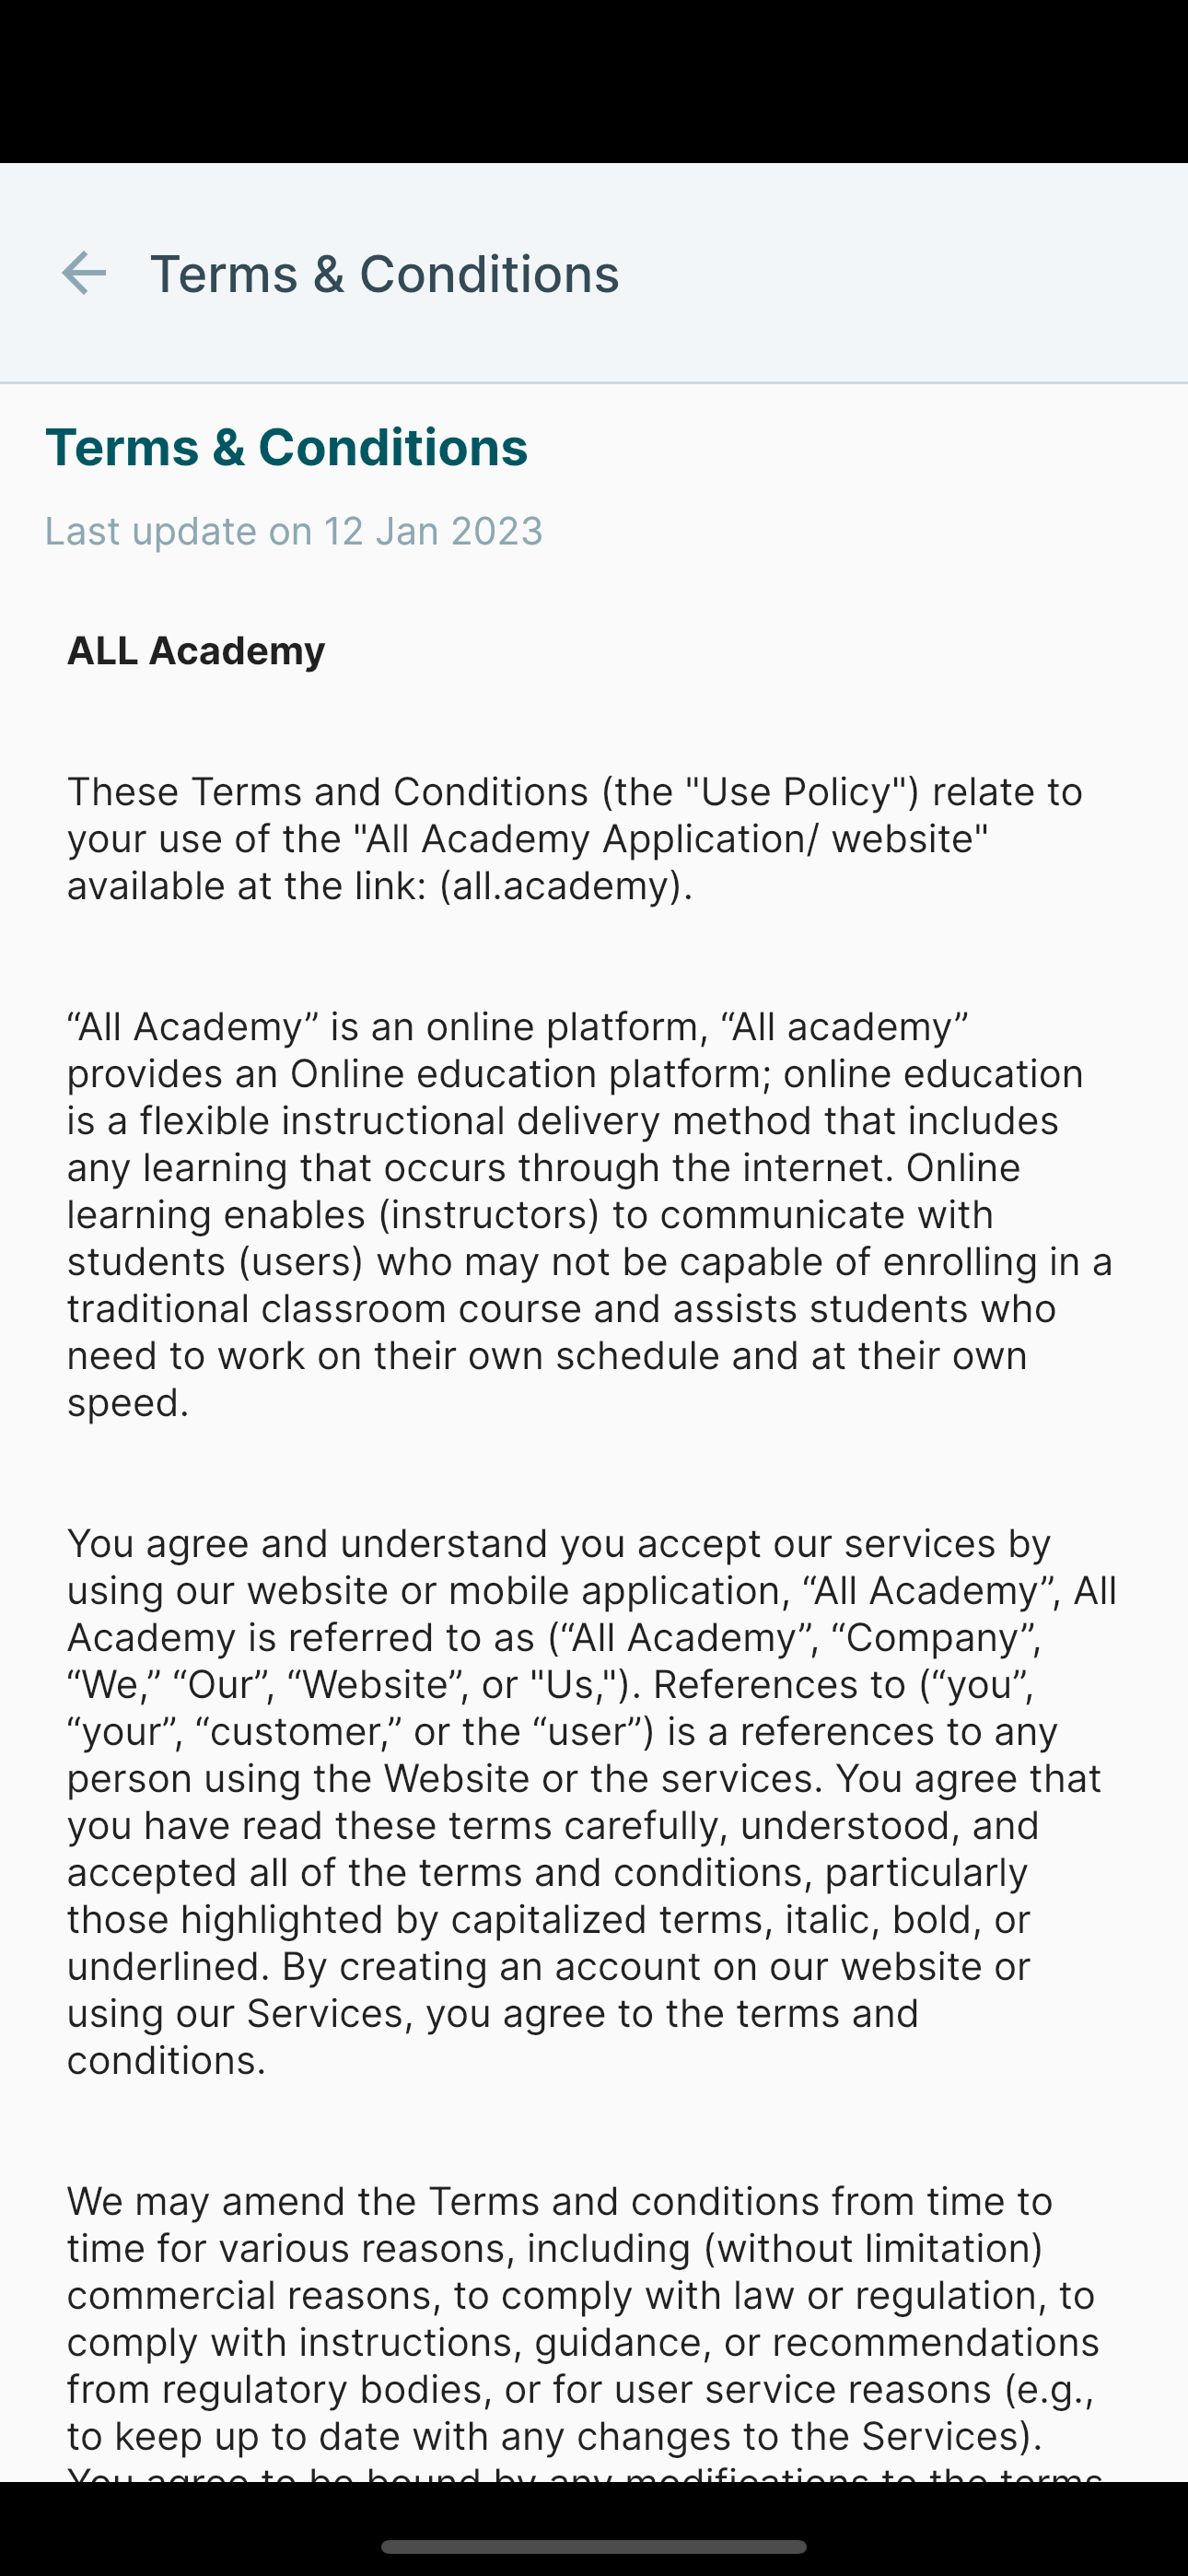 Terms & Conditions
Terms & Conditions
Last update on 12 Jan 2023
ALL Academy
These Terms and Conditions (the "Use Policy") relate to
your use of the "All Academy Application/ website"
available at the link: (all.academy).
“All Academy” is an online platform, “All academy”
provides an Online education platform; online education
is a flexible instructional delivery method that includes
any learning that occurs through the internet. Online
learning enables (instructors) to communicate with
students (users) who may not be capable of enrolling in a
traditional classroom course and assists students who
need to work on their own schedule and at their own
speed.
You agree and understand you accept our services by
using our website or mobile application, “All Academy”, All
Academy is referred to as (“All Academy”, “Company”,
“We,” “Our”, “Website”, or "Us,"). References to (“you”,
“your”, “customer,” or the “user”) is a references to any
person using the Website or the services. You agree that
you have read these terms carefully, understood, and
accepted all of the terms and conditions, particularly
those highlighted by capitalized terms, italic, bold, or
underlined. By creating an account on our website or
using our Services, you agree to the terms and
conditions.
We may amend the Terms and conditions from time to
time for various reasons, including (without limitation)
commercial reasons, to comply with law or regulation, to
comply with instructions, guidance, or recommendations
from regulatory bodies, or for user service reasons (e.g.,
to keep up to date with any changes to the Services).
You agree to be bound by any modifications to the terms